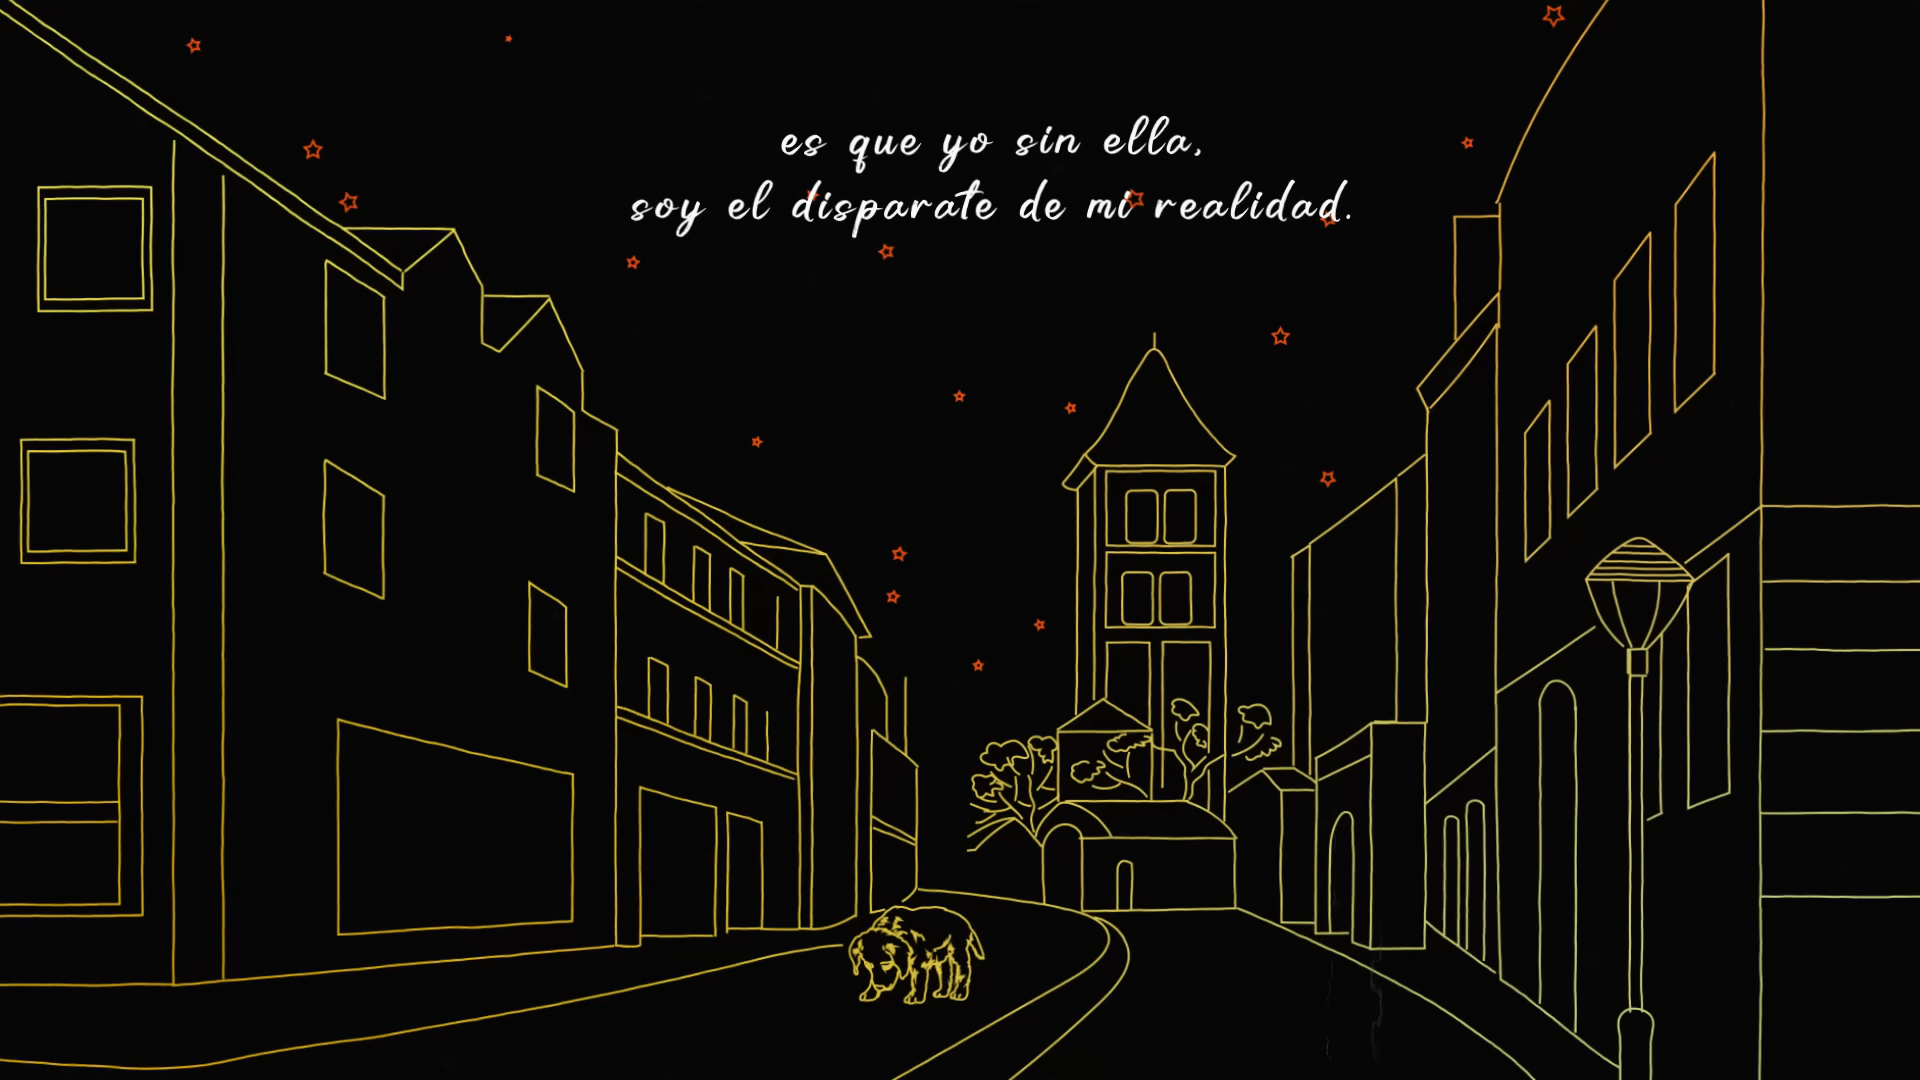 es que yo sin ella,
soy el disparate de mi realidad.